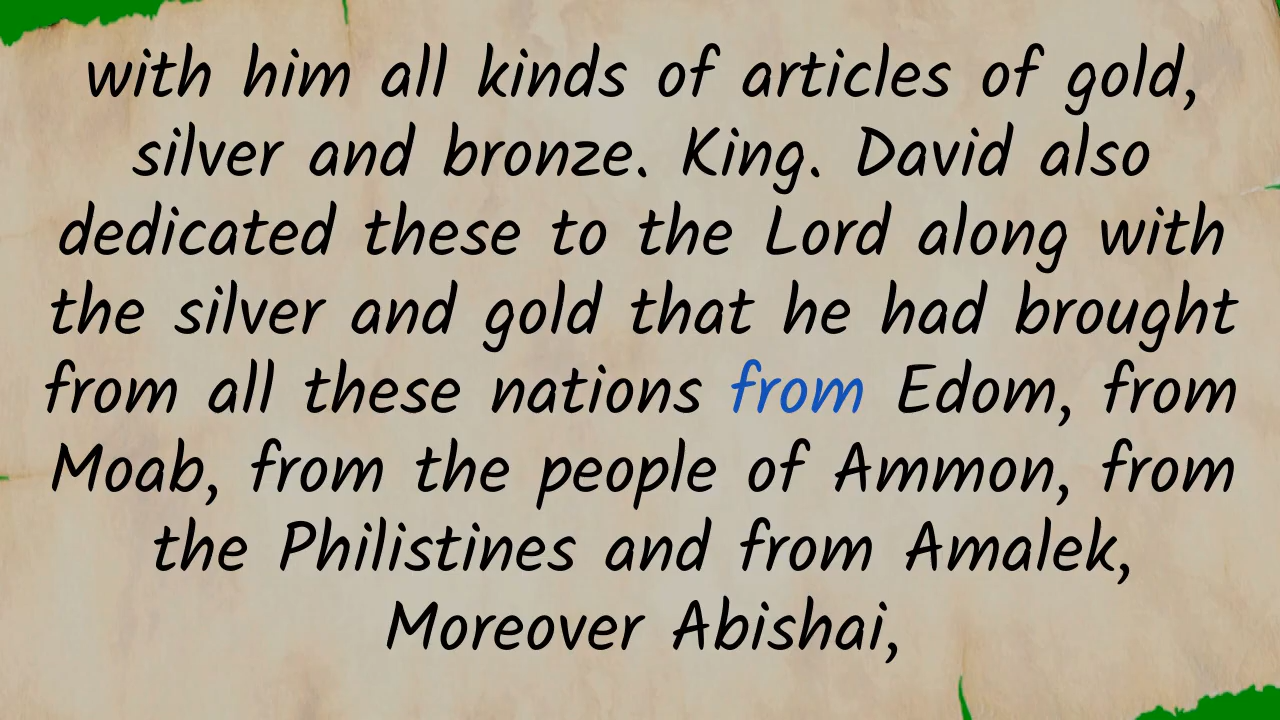 with him all kinds of articles of gold,
silver and bronze. King. David also
dedicated these to the Lord along with
the silver and gold that he had brought
from all these nations from Edom, from
Moab, from the people of Ammon, from
the Philistines and from Amalek,
Moreover Abishai,